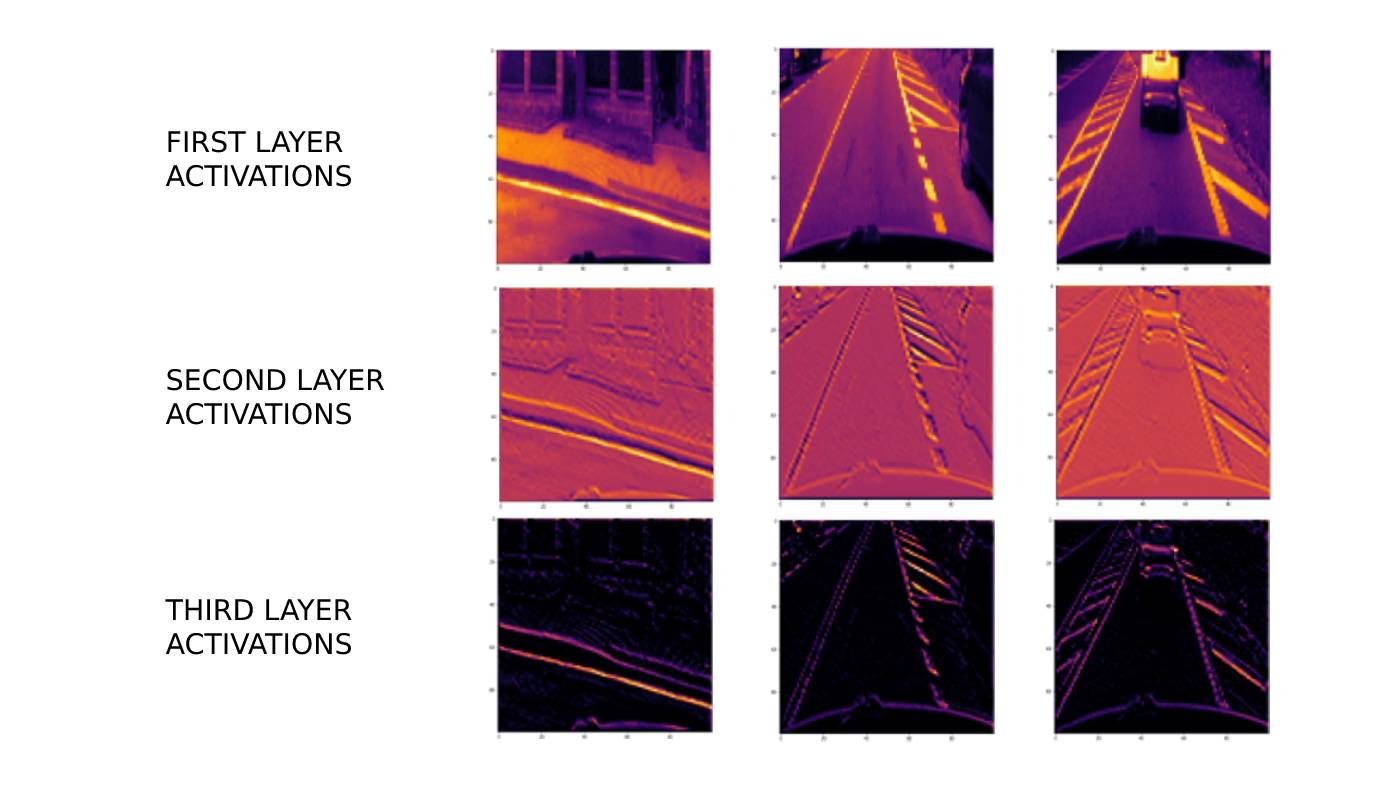 FIRST LAYER
ACTIVATIONS
SECOND LAYER
ACTIVATIONS
THIRD LAYER
ACTIVATIONS